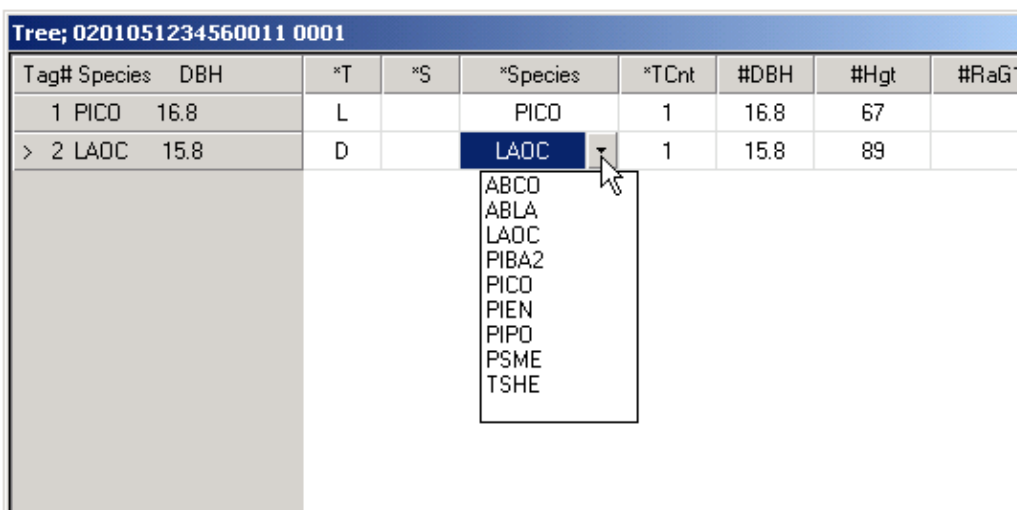 Tree; 0201051234560011 0001
Tag# Species DBH *T *S *Species *TCnt #DBH #Hgt #RaG1
1 PICO 16.8 L PICO 1 16.8 67
> 2 LAOC 15.8 D LAOC 1 15.8 89
ABCO
ABLA
LAOC
PIBA2
PICO
PIEN
PIPO
PSME
TSHE